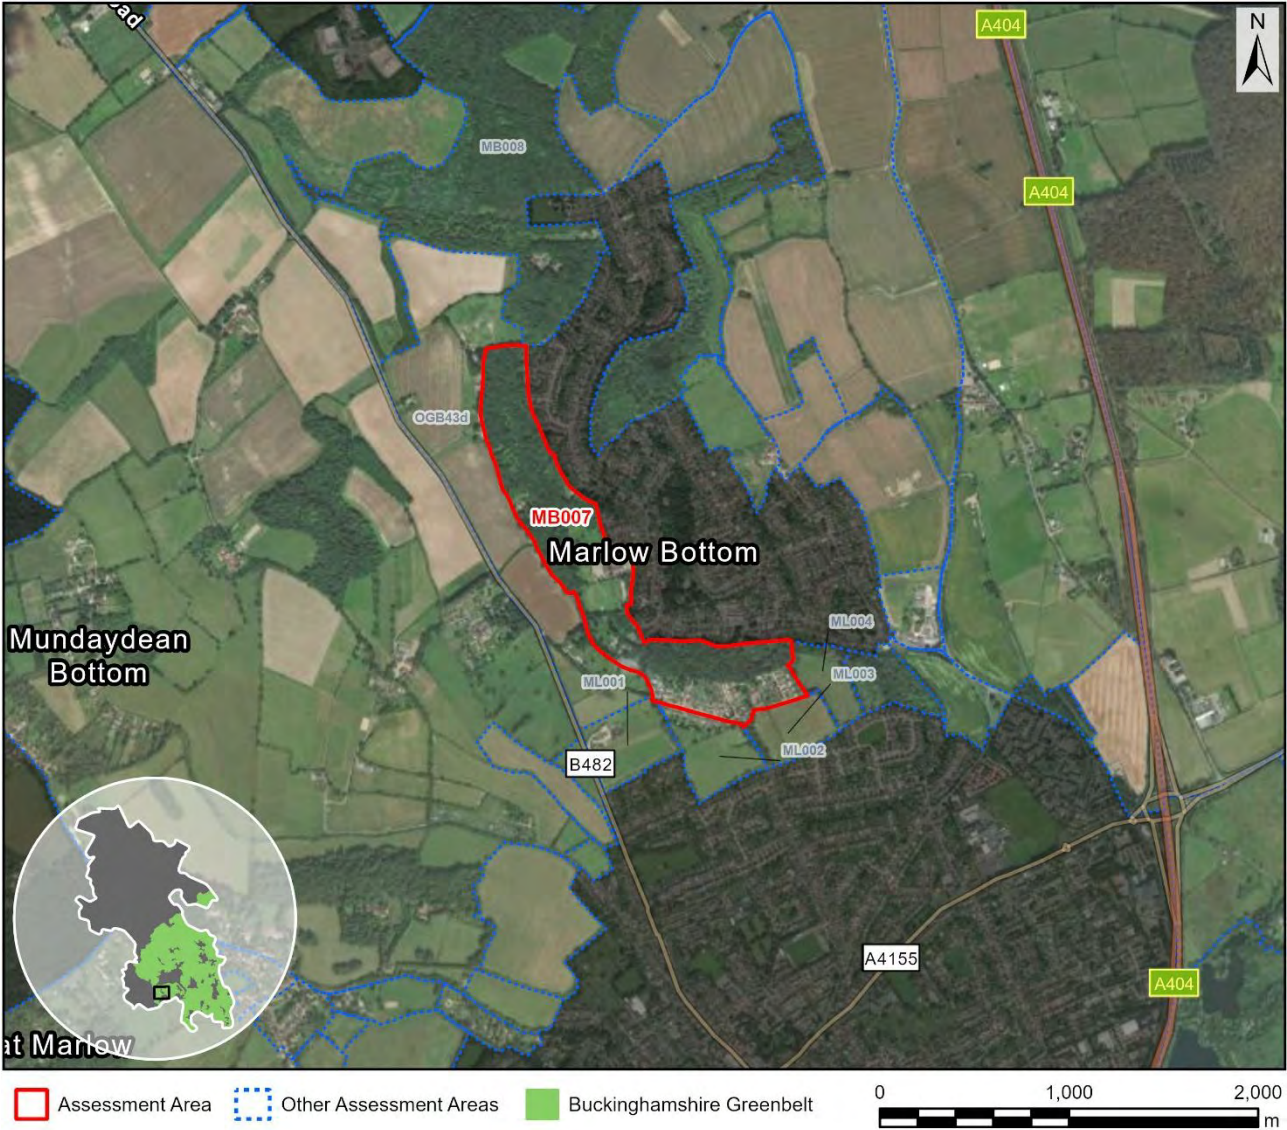 ad
A404
N
MB008
A404
OGB43d
MB007
Marlow Bottom
Mundaydean
Bottom
ML004
ML003
ML001
ML002
B482
A4155
A404
at Marlow
Assessment Area
Other Assessment Areas
Buckinghamshire Greenbelt
0
1,000
2,000
m